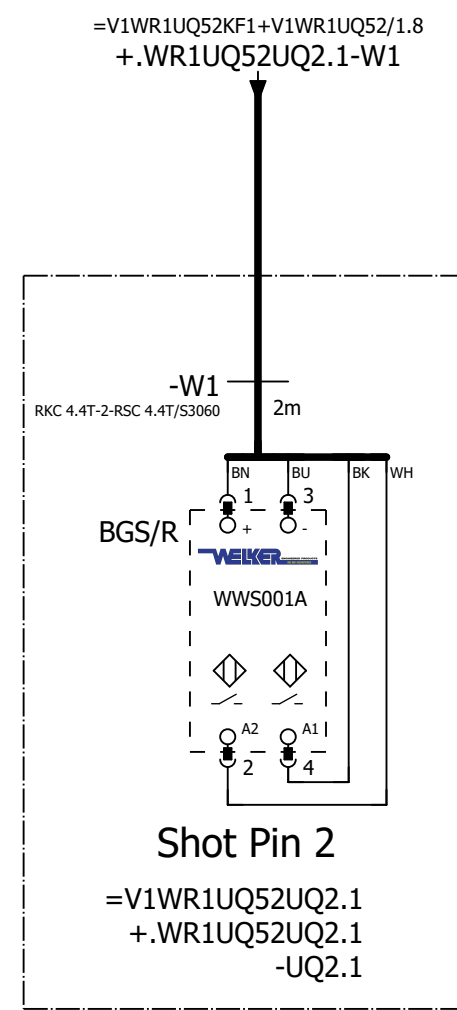 =V1WR1UQ52KF1+V1WR1UQ52/1.8
+.WR1UQ52UQ2.1-W1
-W1
RKC 4.4T-2-RSC 4.4T/S3060
2m
BN BU BK WH
1 3
BGS/R
+ -
WELKER
WWS001A
A2 A1
2 4
Shot Pin 2
=V1WR1UQ52UQ2.1
+.WR1UQ52UQ2.1
-UQ2.1